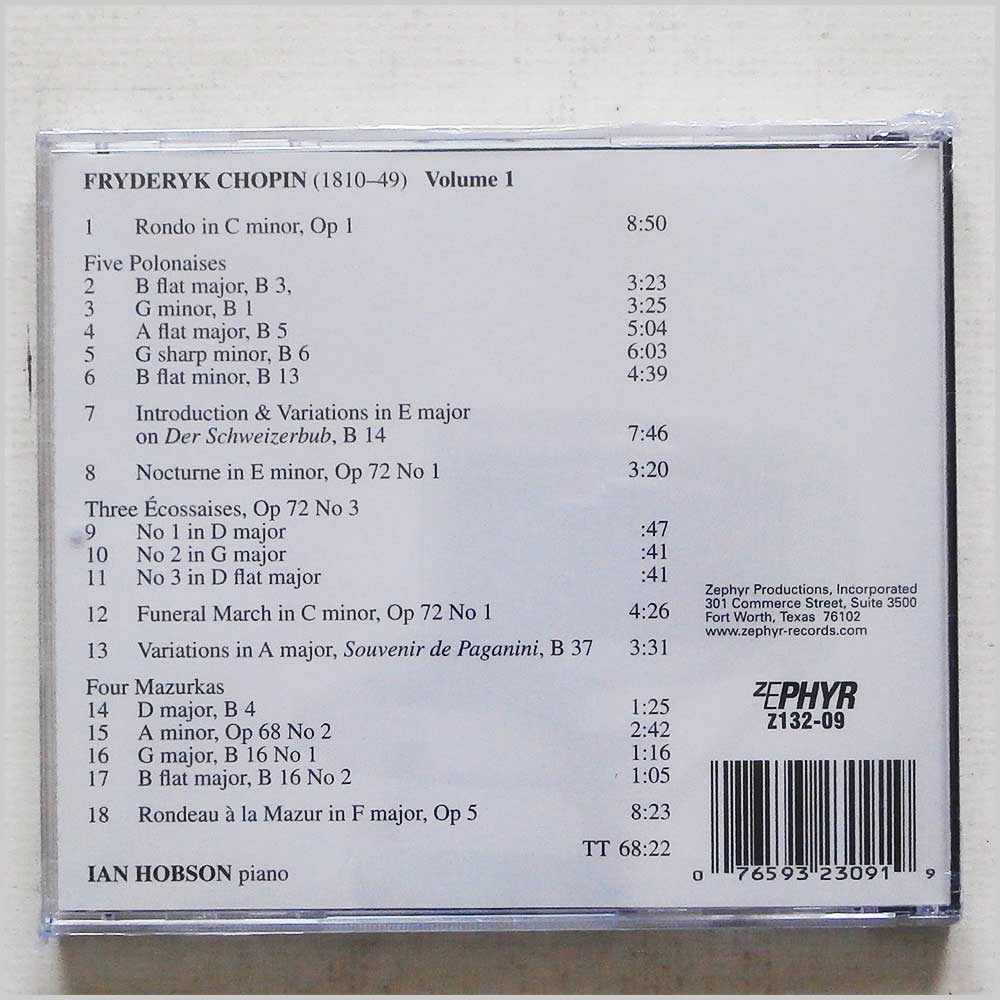 FRYDERYK CHOPIN (1810–49) Volume 1
1 Rondo in C minor, Op 1 8:50
Five Polonaises
2 B flat major, B 3, 3:23
3 G minor, B 1 3:25
4 A flat major, B 5 5:04
5 G sharp minor, B 6 6:03
6 B flat minor, B 13 4:39
7 Introduction & Variations in E major
on Der Schweizerbub, B 14 7:46
8 Nocturne in E minor, Op 72 No 1 3:20
Three Écossaises, Op 72 No 3
9 No 1 in D major :47
10 No 2 in G major :41
11 No 3 in D flat major :41
12 Funeral March in C minor, Op 72 No 1 4:26
13 Variations in A major, Souvenir de Paganini, B 37 3:31
Four Mazurkas
14 D major, B 4 1:25
15 A minor, Op 68 No 2 2:42
16 G major, B 16 No 1 1:16
17 B flat major, B 16 No 2 1:05
18 Rondeau à la Mazur in F major, Op 5 8:23
TT 68:22
IAN HOBSON piano
Zephyr Productions, Incorporated
301 Commerce Street, Suite 3500
Fort Worth, Texas 76102
www.zephyr-records.com
ZEPHYR
Z132-09
0 76593 23091 9